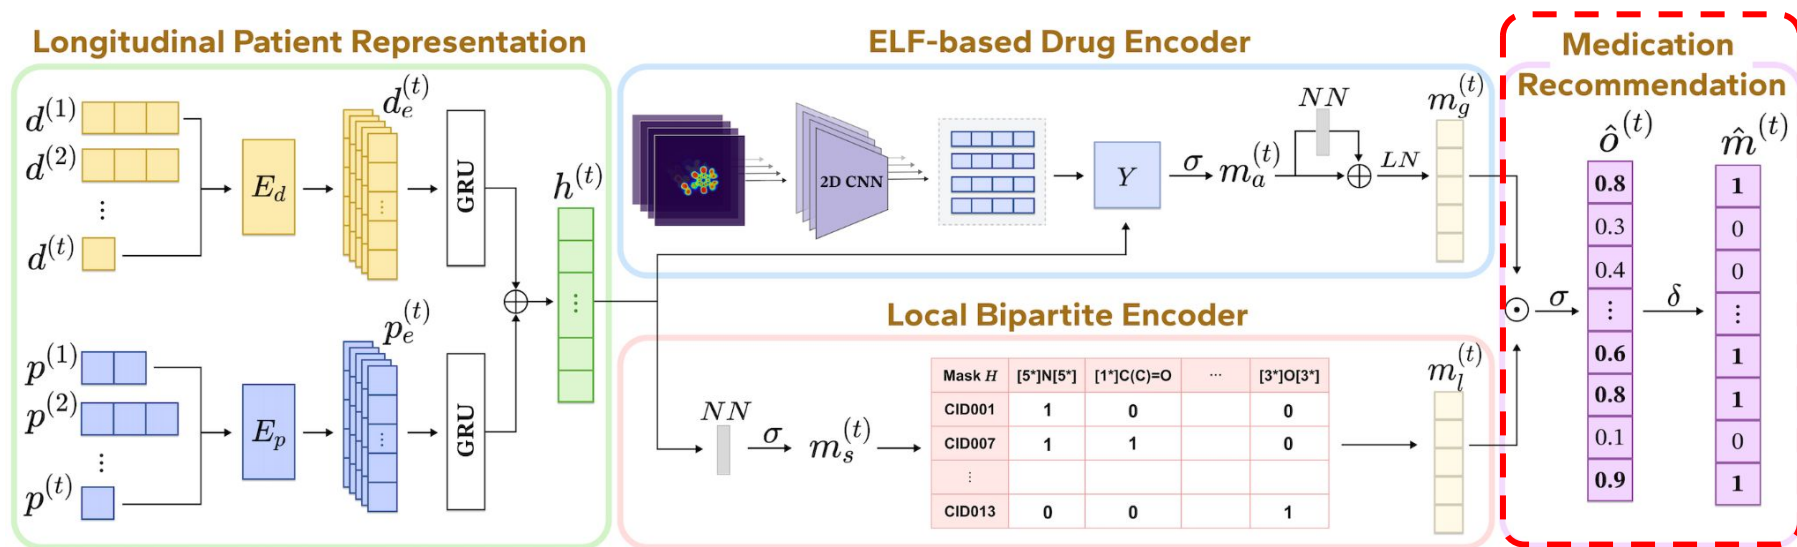 Longitudinal Patient Representation
d^(1)
d^(2)
⋮
d^(t)
E_d
d_e^(t)
⋮
GRU
p^(1)
p^(2)
⋮
p^(t)
E_p
p_e^(t)
⋮
GRU
h^(t)
⋮
ELF-based Drug Encoder
2D CNN
Y
σ
m_a^(t)
NN
LN
m_g^(t)
Local Bipartite Encoder
NN
σ
m_s^(t)
Mask H [5*]N[5*] [1*]C(C)=O ⋯ [3*]O[3*]
CID001 1 0 0
CID007 1 1 0
⋮
CID013 0 0 1
m_l^(t)
Medication
Recommendation
σ
ô^(t)
0.8
0.3
0.4
⋮
0.6
0.8
0.1
0.9
δ
m̂^(t)
1
0
0
⋮
1
1
0
1